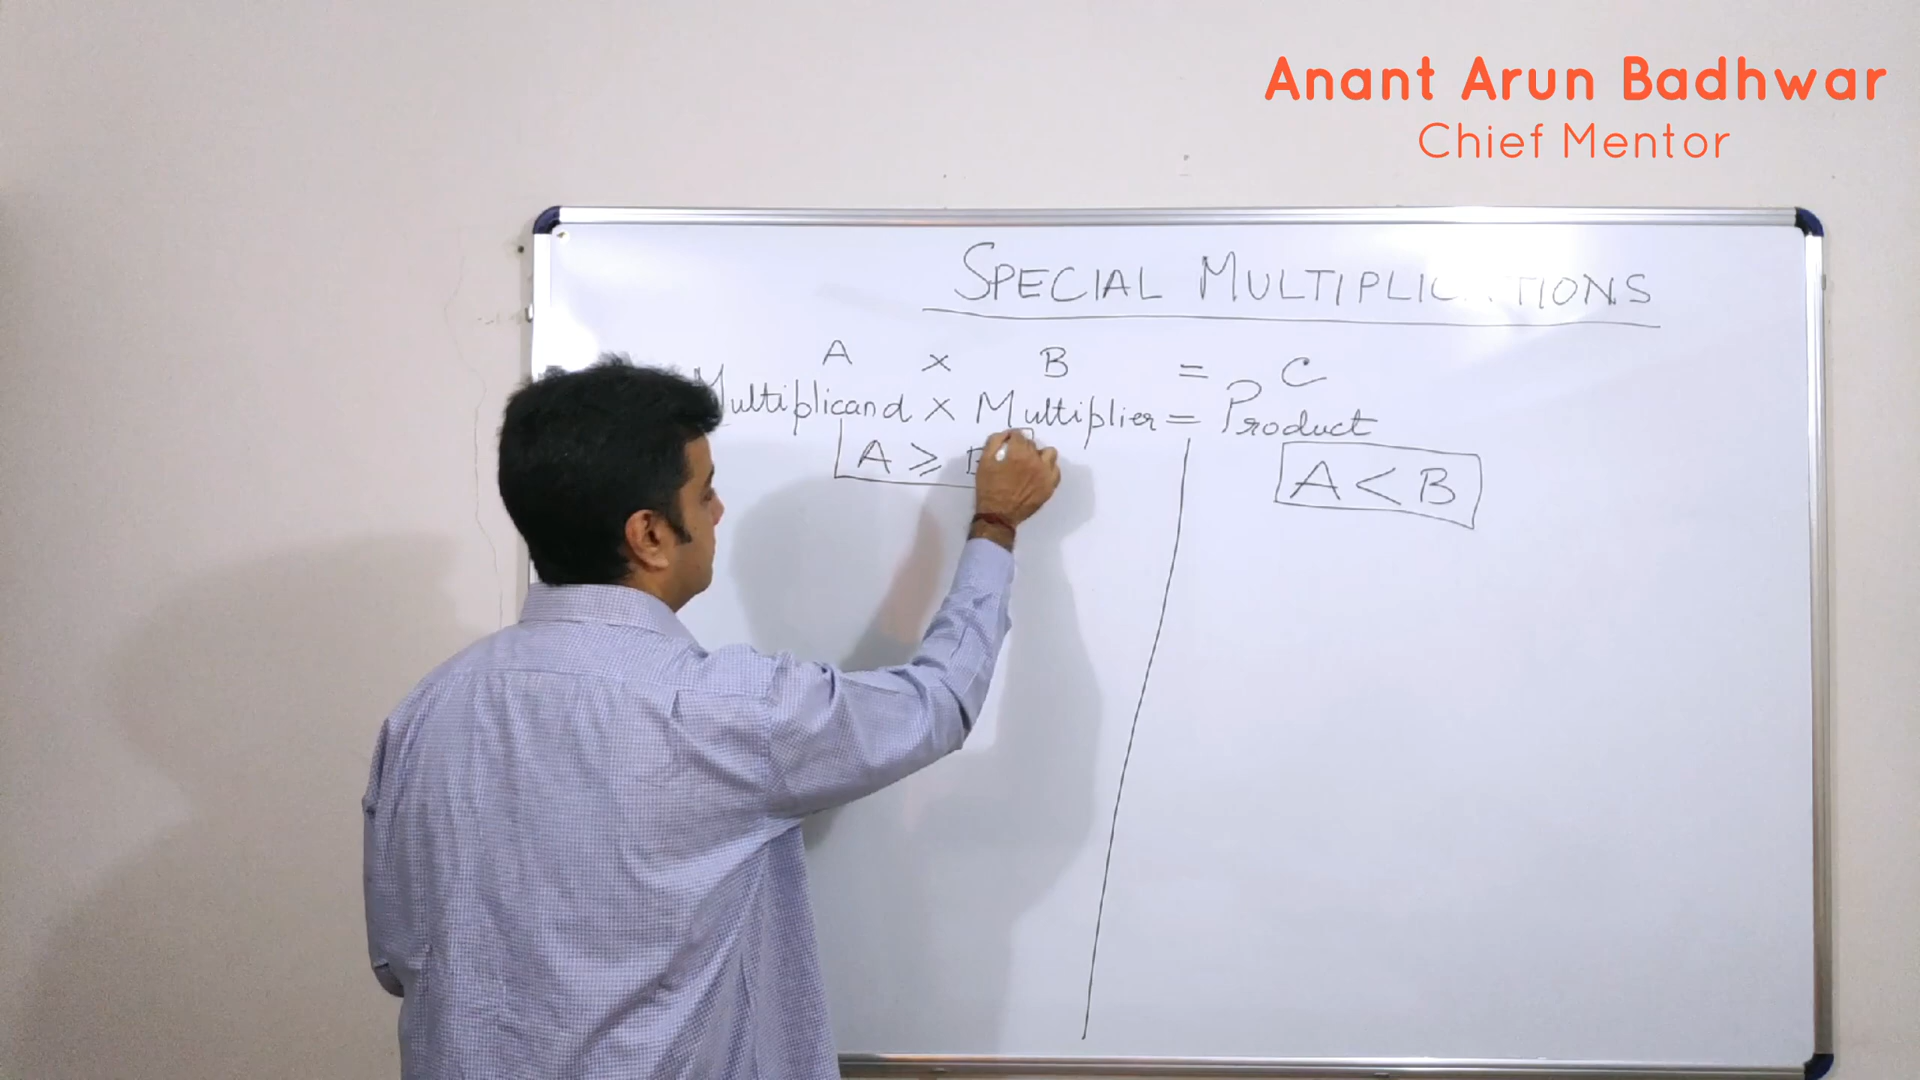 Anant Arun Badhwar
Chief Mentor
SPECIAL MULTIPLICATIONS
A × B = C
Multiplicand × Multiplier = Product
A ⩾ B
A < B